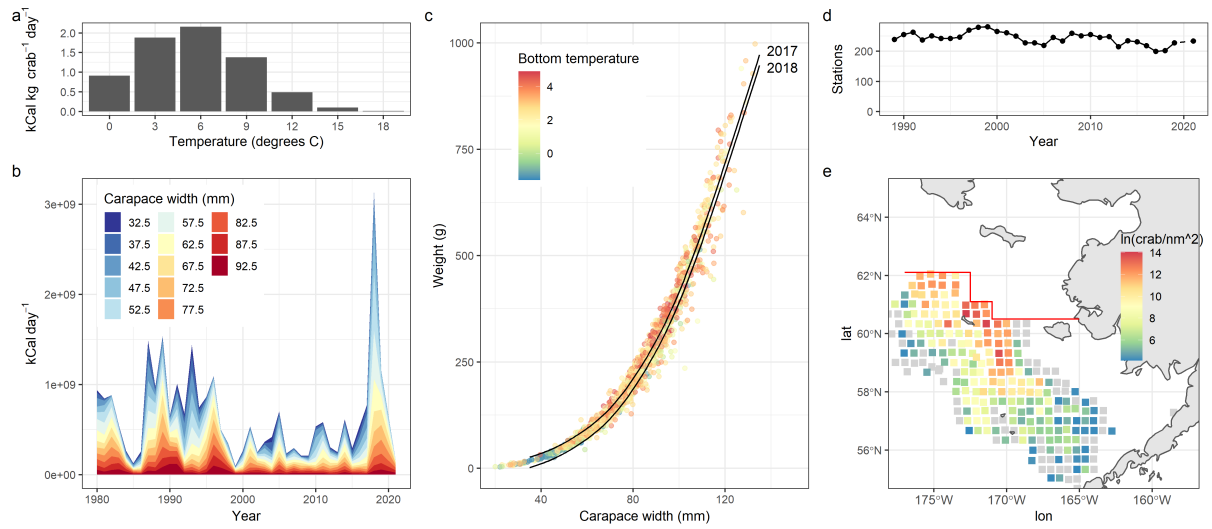 a
kCal kg crab⁻¹ day⁻¹
2.0
1.5
1.0
0.5
0.0
0 3 6 9 12 15 18
Temperature (degrees C)
b
kCal day⁻¹
3e+09
2e+09
1e+09
0e+00
Carapace width (mm)
32.5 57.5 82.5
37.5 62.5 87.5
42.5 67.5 92.5
47.5 72.5
52.5 77.5
1980 1990 2000 2010 2020
Year
c
Weight (g)
1000
750
500
250
0
Bottom temperature
4
2
0
2017
2018
40 80 120
Carapace width (mm)
d
Stations
200
100
0
1990 2000 2010 2020
Year
e
lat
64°N
62°N
60°N
58°N
56°N
ln(crab/nm^2)
14
12
10
8
6
175°W 170°W 165°W 160°W
lon